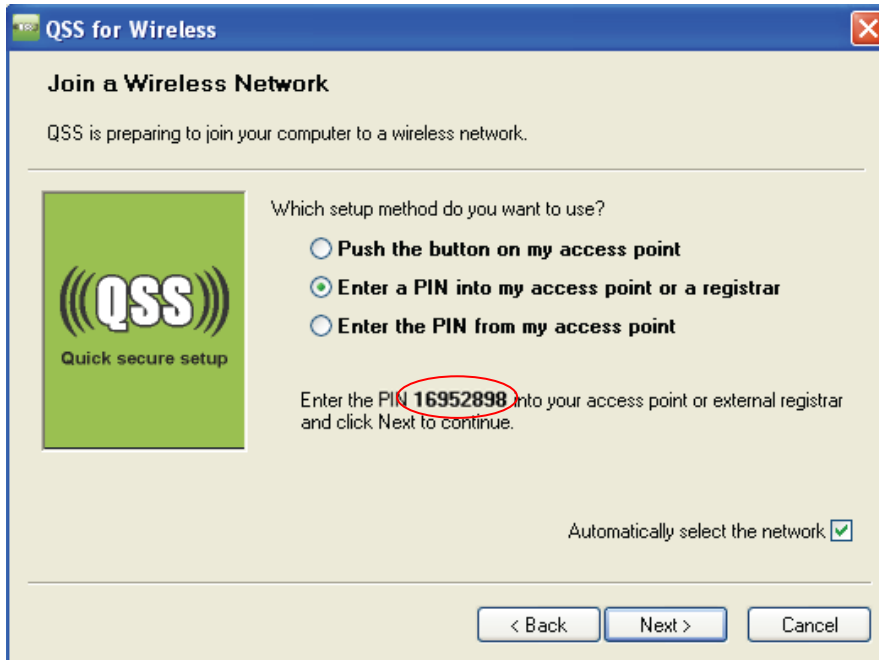 QSS for Wireless
Join a Wireless Network
QSS is preparing to join your computer to a wireless network.
Which setup method do you want to use?
Push the button on my access point
Enter a PIN into my access point or a registrar
Enter the PIN from my access point
(((QSS)))
Quick secure setup
Enter the PIN 16952898 into your access point or external registrar
and click Next to continue.
Automatically select the network
< Back
Next >
Cancel